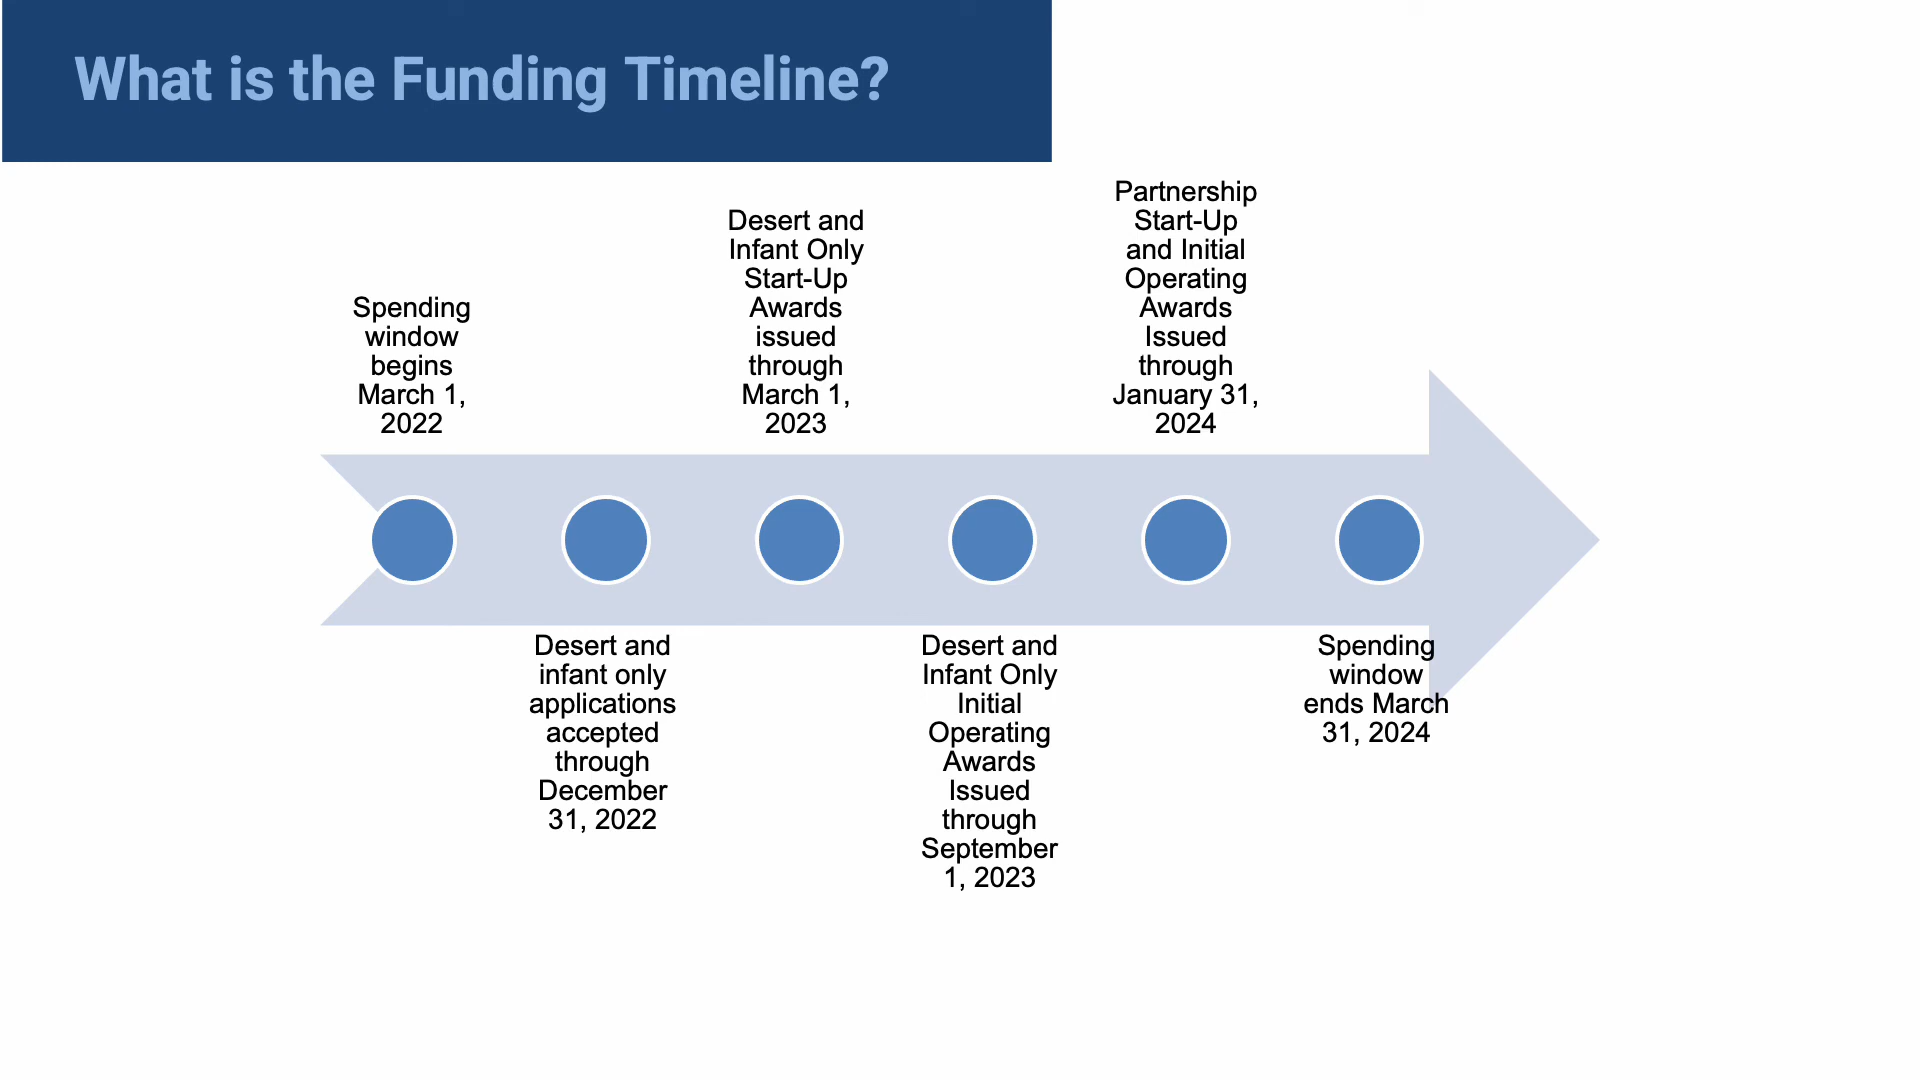 What is the Funding Timeline?
Spending
window
begins
March 1,
2022
Desert and
infant only
applications
accepted
through
December
31, 2022
Desert and
Infant Only
Start-Up
Awards
issued
through
March 1,
2023
Desert and
Infant Only
Initial
Operating
Awards
Issued
through
September
1, 2023
Partnership
Start-Up
and Initial
Operating
Awards
Issued
through
January 31,
2024
Spending
window
ends March
31, 2024